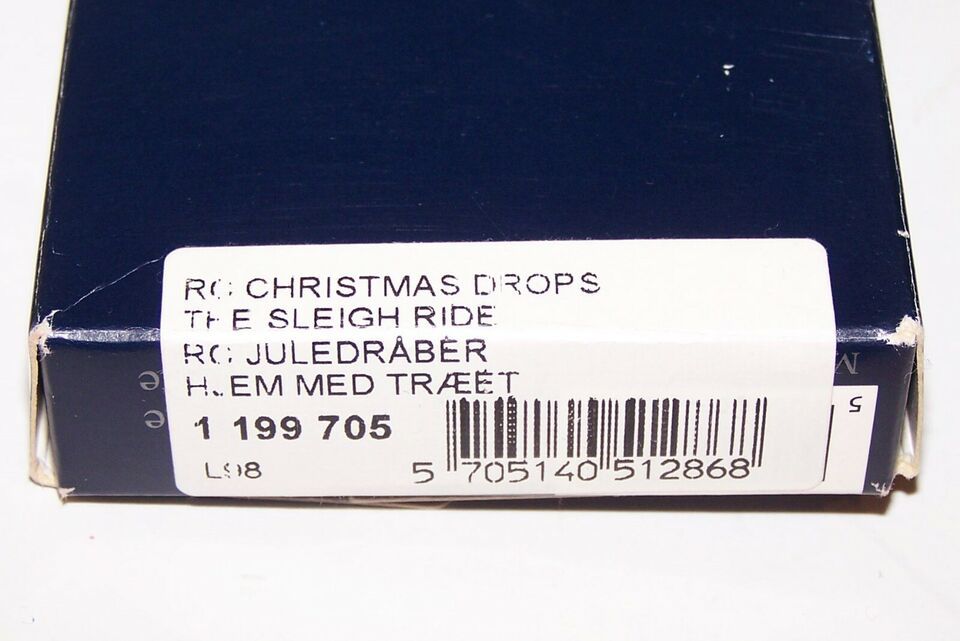 RC CHRISTMAS DROPS
THE SLEIGH RIDE
RC JULEDRÅBER
HJEM MED TRÆET
1 199 705
L98
5 705140 512868
5